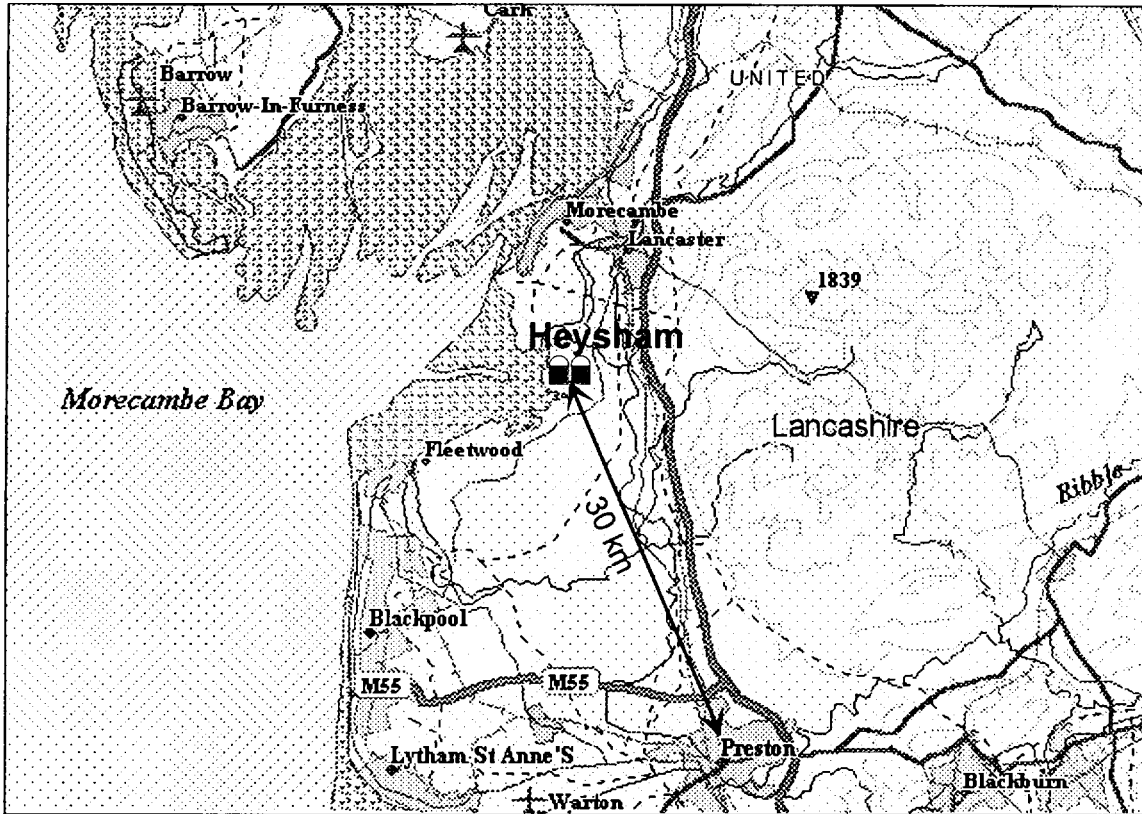 Cark
Barrow
Barrow-In-Furness
UNITED
Morecambe
Lancaster
1839
Heysham
Morecambe Bay
Lancashire
Fleetwood
Ribble
30 km
Blackpool
M55
M55
Preston
Lytham St Anne'S
Blackburn
Warton